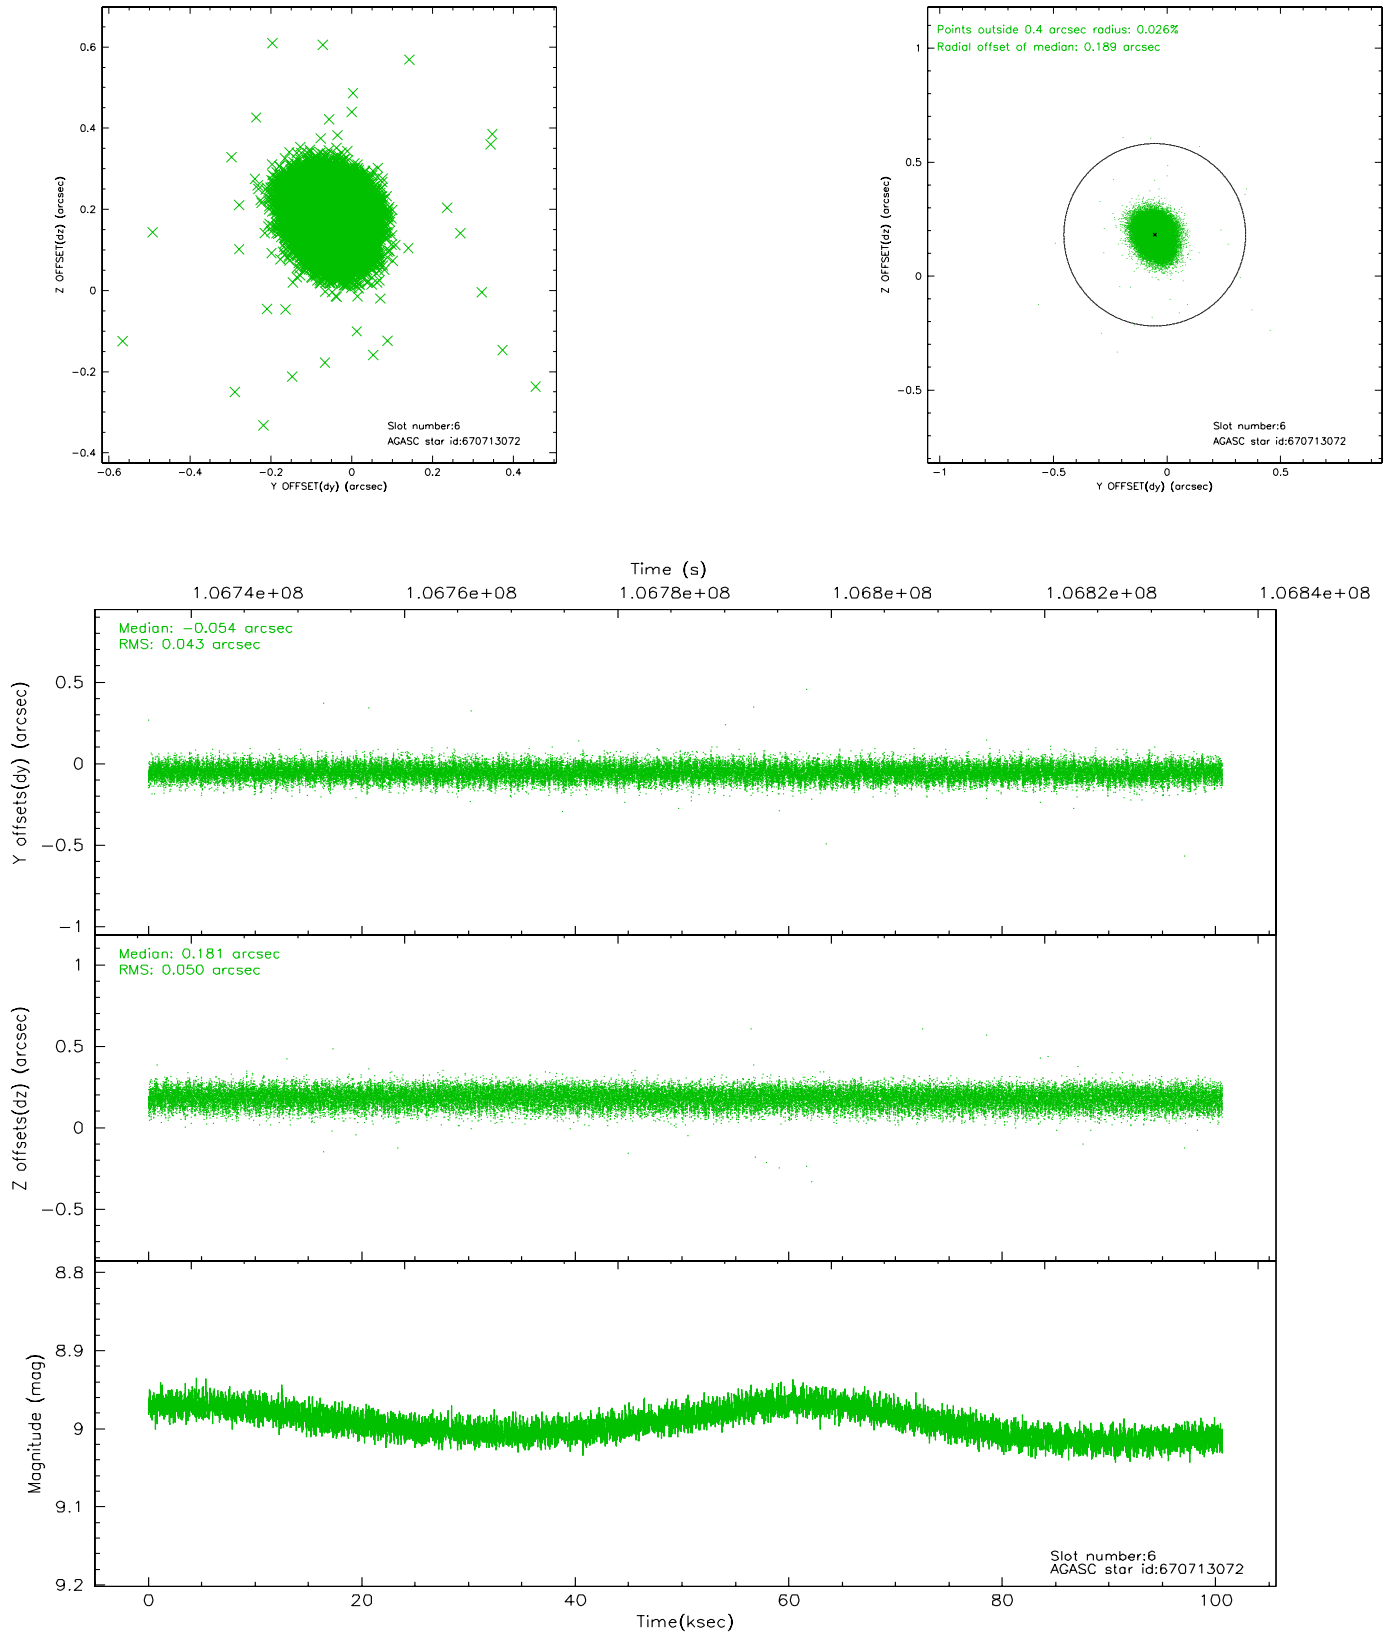 0.6
0.4
0.2
0
−0.2
−0.4
Z OFFSET(dz) (arcsec)
−0.6 −0.4 −0.2 0 0.2 0.4
Y OFFSET(dy) (arcsec)
Slot number:6
AGASC star id:670713072
Points outside 0.4 arcsec radius: 0.026%
Radial offset of median: 0.189 arcsec
1
0.5
0
−0.5
Z OFFSET(dz) (arcsec)
−1 −0.5 0 0.5
Y OFFSET(dy) (arcsec)
Slot number:6
AGASC star id:670713072
Time (s)
1.0674e+08 1.0676e+08 1.0678e+08 1.068e+08 1.0682e+08 1.0684e+08
Median: −0.054 arcsec
RMS: 0.043 arcsec
0.5
0
−0.5
−1
Y offsets(dy) (arcsec)
Median: 0.181 arcsec
RMS: 0.050 arcsec
1
0.5
0
−0.5
Z offsets(dz) (arcsec)
8.8
8.9
9
9.1
9.2
Magnitude (mag)
Slot number:6
AGASC star id:670713072
0 20 40 60 80 100
Time(ksec)